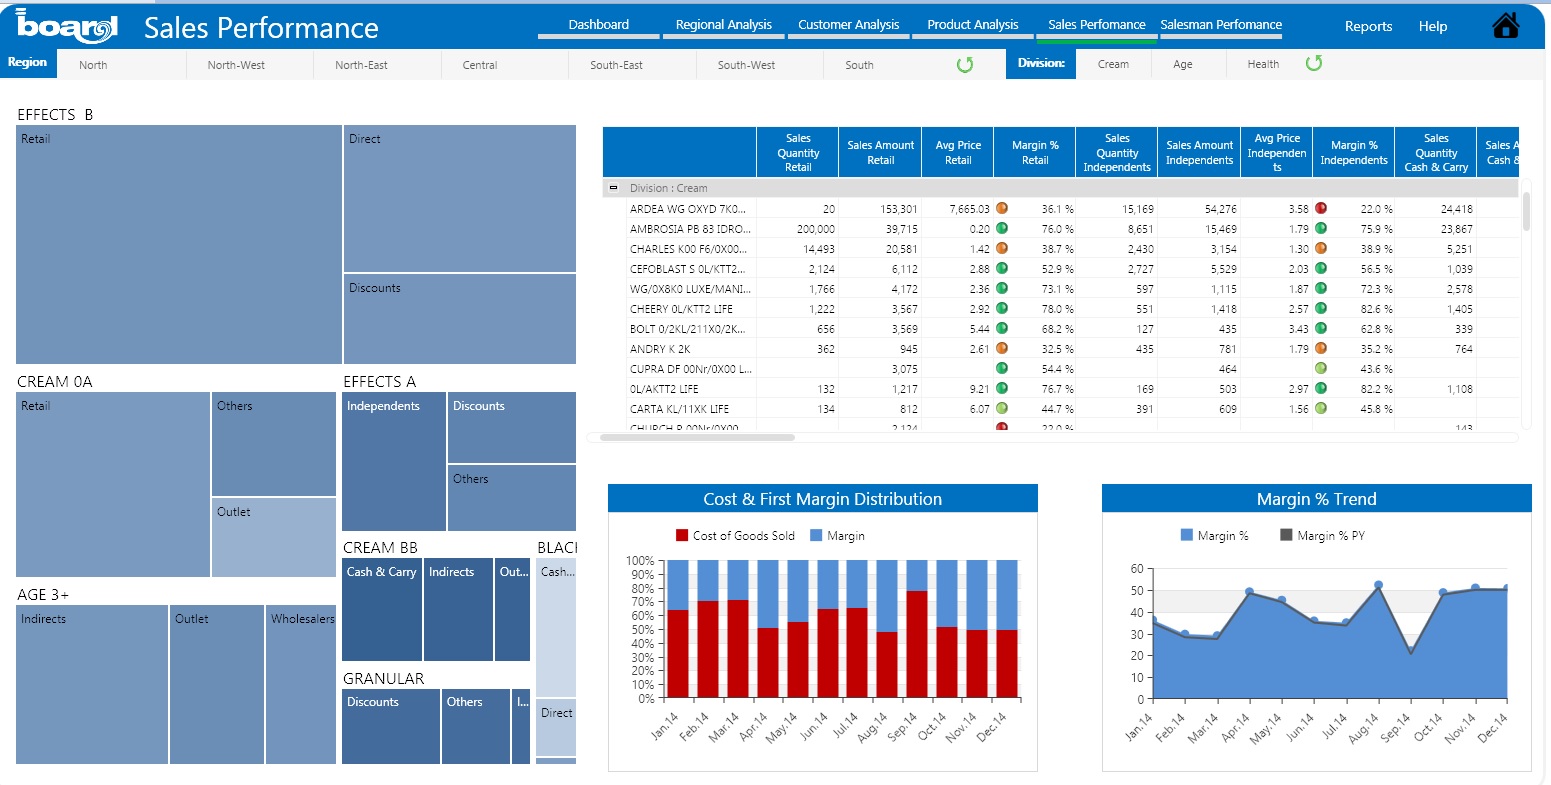 board Sales Performance
Dashboard Regional Analysis Customer Analysis Product Analysis Sales Perfomance Salesman Perfomance Reports Help
Region North North-West North-East Central South-East South-West South Division: Cream Age Health
EFFECTS B
Retail
Direct
Discounts
CREAM 0A
Retail
Others
Outlet
EFFECTS A
Independents
Discounts
Others
CREAM BB
Cash & Carry
Indirects
Out...
BLACK
Cash...
Direct
AGE 3+
Indirects
Outlet
Wholesalers
GRANULAR
Discounts
Others
I...
Sales
Quantity
Retail
Sales Amount
Retail
Avg Price
Retail
Margin %
Retail
Sales
Quantity
Independents
Sales Amount
Independents
Avg Price
Independen
ts
Margin %
Independents
Sales
Quantity
Cash & Carry
Sales A
Cash &
Division : Cream
ARDEA WG OXYD 7K0... 20 153,301 7,665.03 36.1 % 15,169 54,276 3.58 22.0 % 24,418
AMBROSIA PB 83 IDRO... 200,000 39,715 0.20 76.0 % 8,651 15,469 1.79 75.9 % 23,867
CHARLES K00 F6/0X00... 14,493 20,581 1.42 38.7 % 2,430 3,154 1.30 38.9 % 5,251
CEFOBLAST S 0L/KTT2... 2,124 6,112 2.88 52.9 % 2,727 5,529 2.03 56.5 % 1,039
WG/0X8K0 LUXE/MANI... 1,766 4,172 2.36 73.1 % 597 1,115 1.87 72.3 % 2,578
CHEERY 0L/KTT2 LIFE 1,222 3,567 2.92 78.0 % 551 1,418 2.57 82.6 % 1,405
BOLT 0/2KL/211X0/2K... 656 3,569 5.44 68.2 % 127 435 3.43 62.8 % 339
ANDRY K 2K 362 945 2.61 32.5 % 435 781 1.79 35.2 % 764
CUPRA DF 00Nr/0X00 L... 3,075 54.4 % 464 43.6 %
0L/AKTT2 LIFE 132 1,217 9.21 76.7 % 169 503 2.97 82.2 % 1,108
CARTA KL/11XK LIFE 134 812 6.07 44.7 % 391 609 1.56 45.8 %
CHURCH P 00Nr/0X00 2,124 22.0 % 143
Cost & First Margin Distribution
Cost of Goods Sold Margin
100%
90%
80%
70%
60%
50%
40%
30%
20%
10%
0%
Jan.14 Feb.14 Mar.14 Apr.14 May.14 Jun.14 Jul.14 Aug.14 Sep.14 Oct.14 Nov.14 Dec.14
Margin % Trend
Margin % Margin % PY
60
50
40
30
20
10
0
Jan.14 Feb.14 Mar.14 Apr.14 May.14 Jun.14 Jul.14 Aug.14 Sep.14 Oct.14 Nov.14 Dec.14